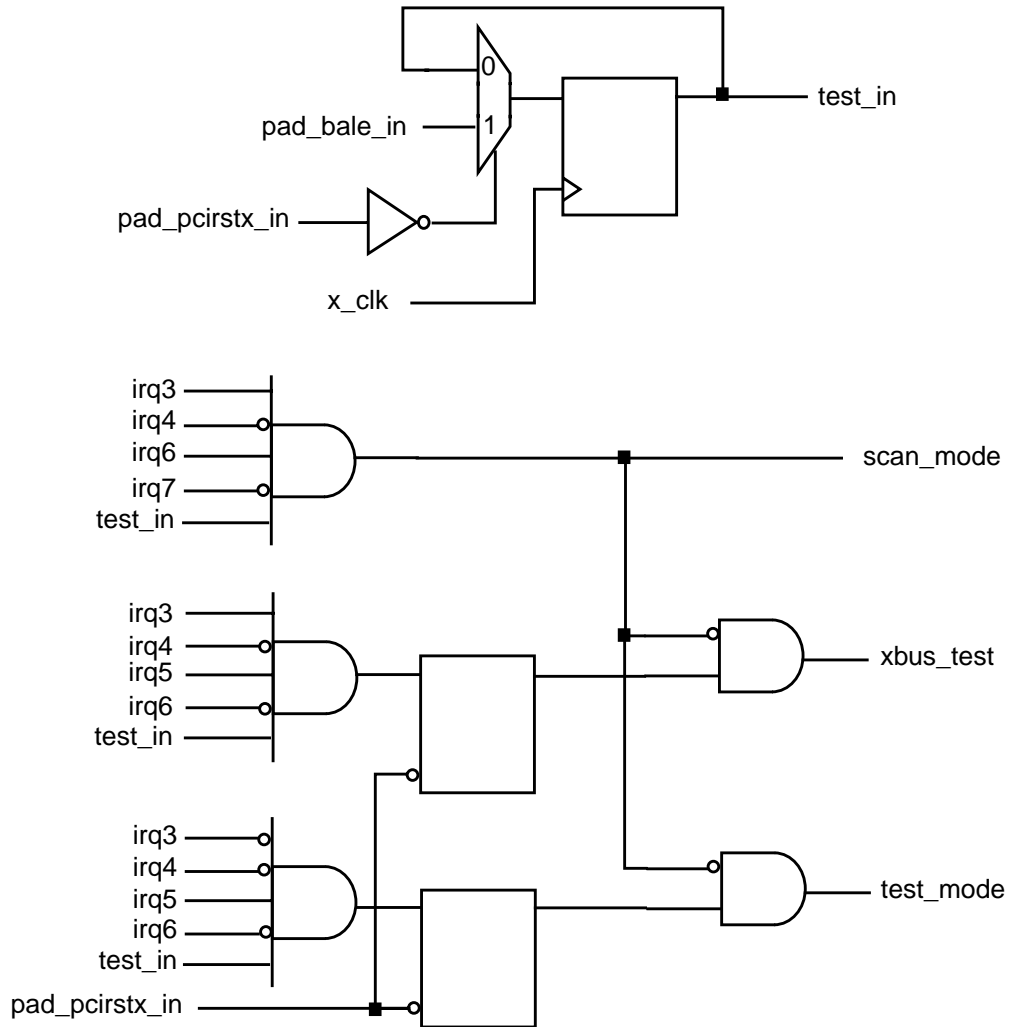 0
test_in
pad_bale_in
1
pad_pcirstx_in
x_clk
irq3
irq4
irq6
scan_mode
irq7
test_in
irq3
irq4
xbus_test
irq5
irq6
test_in
irq3
irq4
test_mode
irq5
irq6
test_in
pad_pcirstx_in